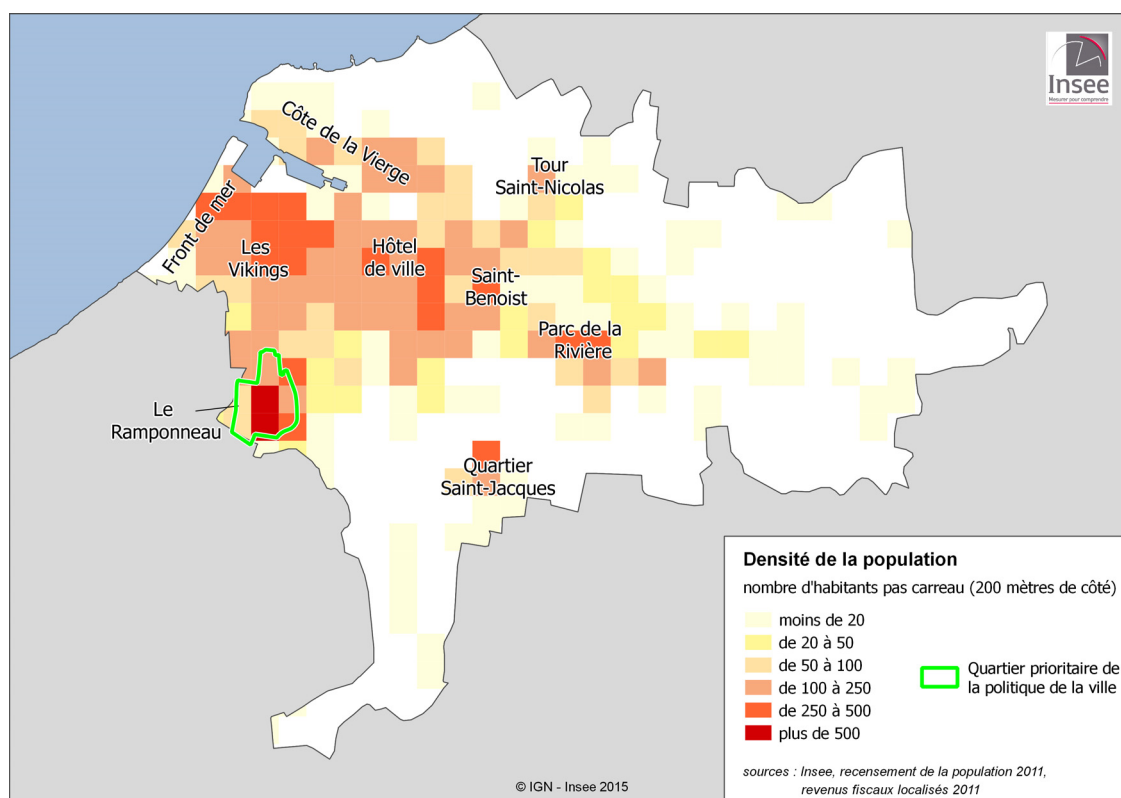 Insee
Mesurer pour comprendre
Côte de la Vierge
Tour
Saint-Nicolas
Front de mer
Les
Vikings
Hôtel
de ville
Saint-
Benoist
Parc de la
Rivière
Le
Ramponneau
Quartier
Saint-Jacques
Densité de la population
nombre d'habitants pas carreau (200 mètres de côté)
moins de 20
de 20 à 50
de 50 à 100
de 100 à 250
de 250 à 500
plus de 500
Quartier prioritaire de
la politique de la ville
sources : Insee, recensement de la population 2011,
revenus fiscaux localisés 2011
© IGN - Insee 2015